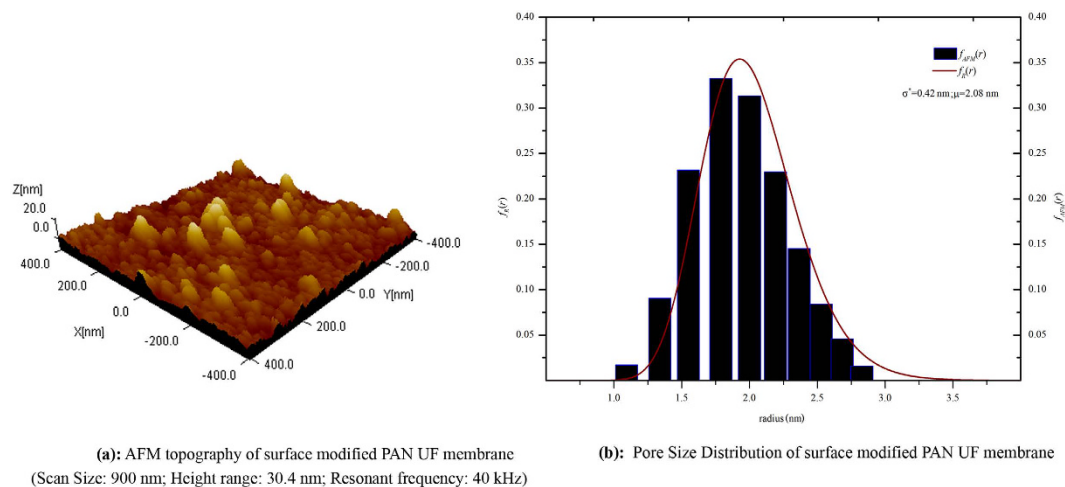 Z[nm]
20.0
0.0
400.0
200.0
0.0
X[nm]
-200.0
-400.0
400.0
200.0
0.0
Y[nm]
-200.0
-400.0
(a): AFM topography of surface modified PAN UF membrane
(Scan Size: 900 nm; Height range: 30.4 nm; Resonant frequency: 40 kHz)
(b)
0.40
0.35
0.30
0.25
0.20
0.15
0.10
0.05
f_R(r)
f_AFM(r)
f_R(r)
σ*=0.42 nm;μ=2.08 nm
0.40
0.35
0.30
0.25
0.20
0.15
0.10
0.05
f_AFM(r)
1.0 1.5 2.0 2.5 3.0 3.5
radius(nm)
(b): Pore Size Distribution of surface modified PAN UF membrane